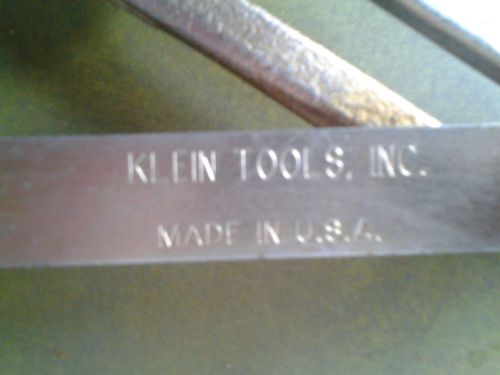 KLEIN TOOLS, INC.
MADE IN U.S.A.